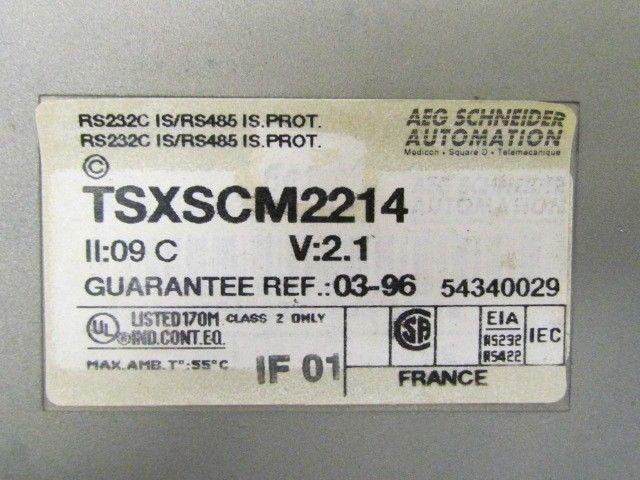 RS232C IS/RS485 IS.PROT.
RS232C IS/RS485 IS.PROT.
AEG SCHNEIDER
AUTOMATION
Modicon • Square D • Telemecanique
©
TSXSCM2214
II:09 C V:2.1
GUARANTEE REF.:03-96 54340029
UL LISTED 170M CLASS 2 ONLY
® IND.CONT.EQ.
MAX. AMB. T°:55°C IF 01
SA
EIA
RS232
RS422
IEC
FRANCE